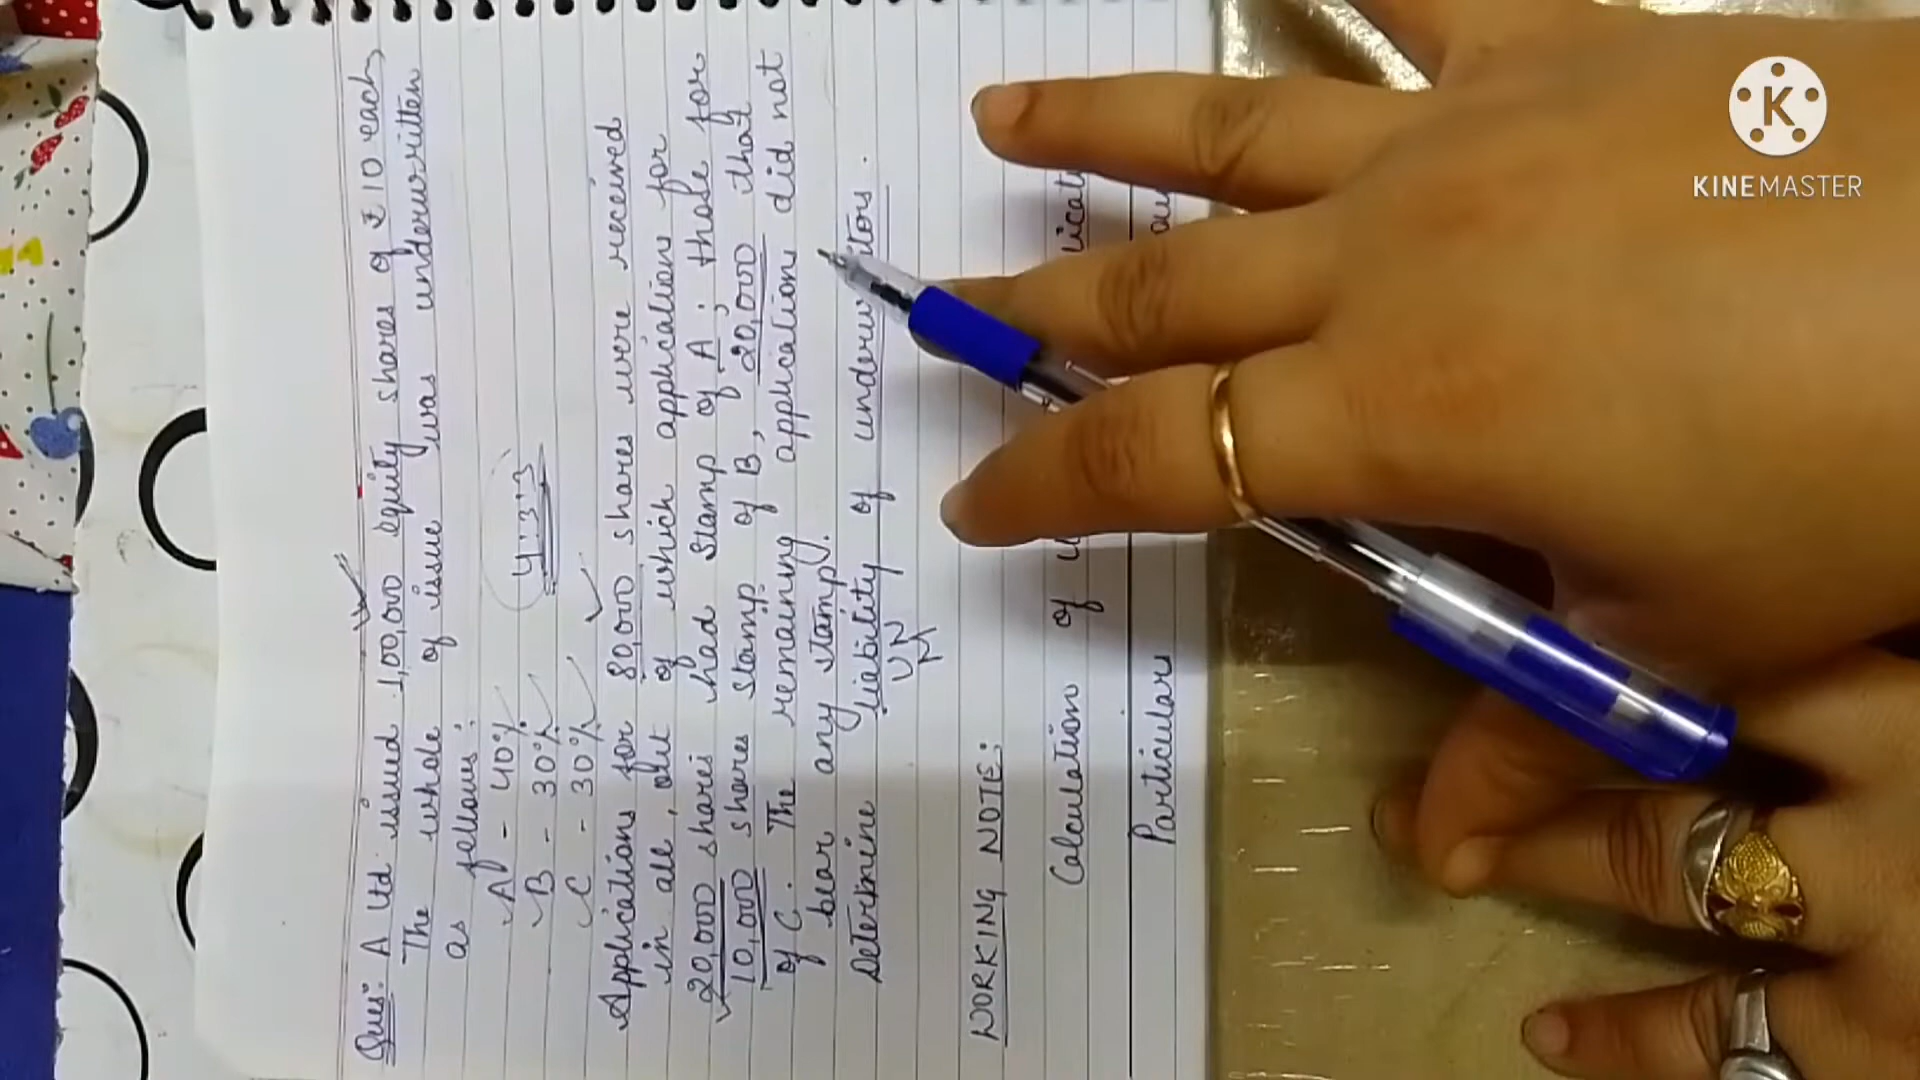 Ques: A Ltd. issued 1,00,000 equity shares of ₹ 10 each,
The whole of issue was underwritten
as follows:
A - 40%
B - 30%
C - 30%
4:3:3
Applications for 80,000 shares were received
in all, out of which applications for
20,000 shares had stamp of A; those for
10,000 shares stamp of B, 20,000 that
of C. The remaining applications did not
bear any stamp.
Determine liability of
UN
M
WORKING NOTE:
Calculation of
Particular
KINEMASTER